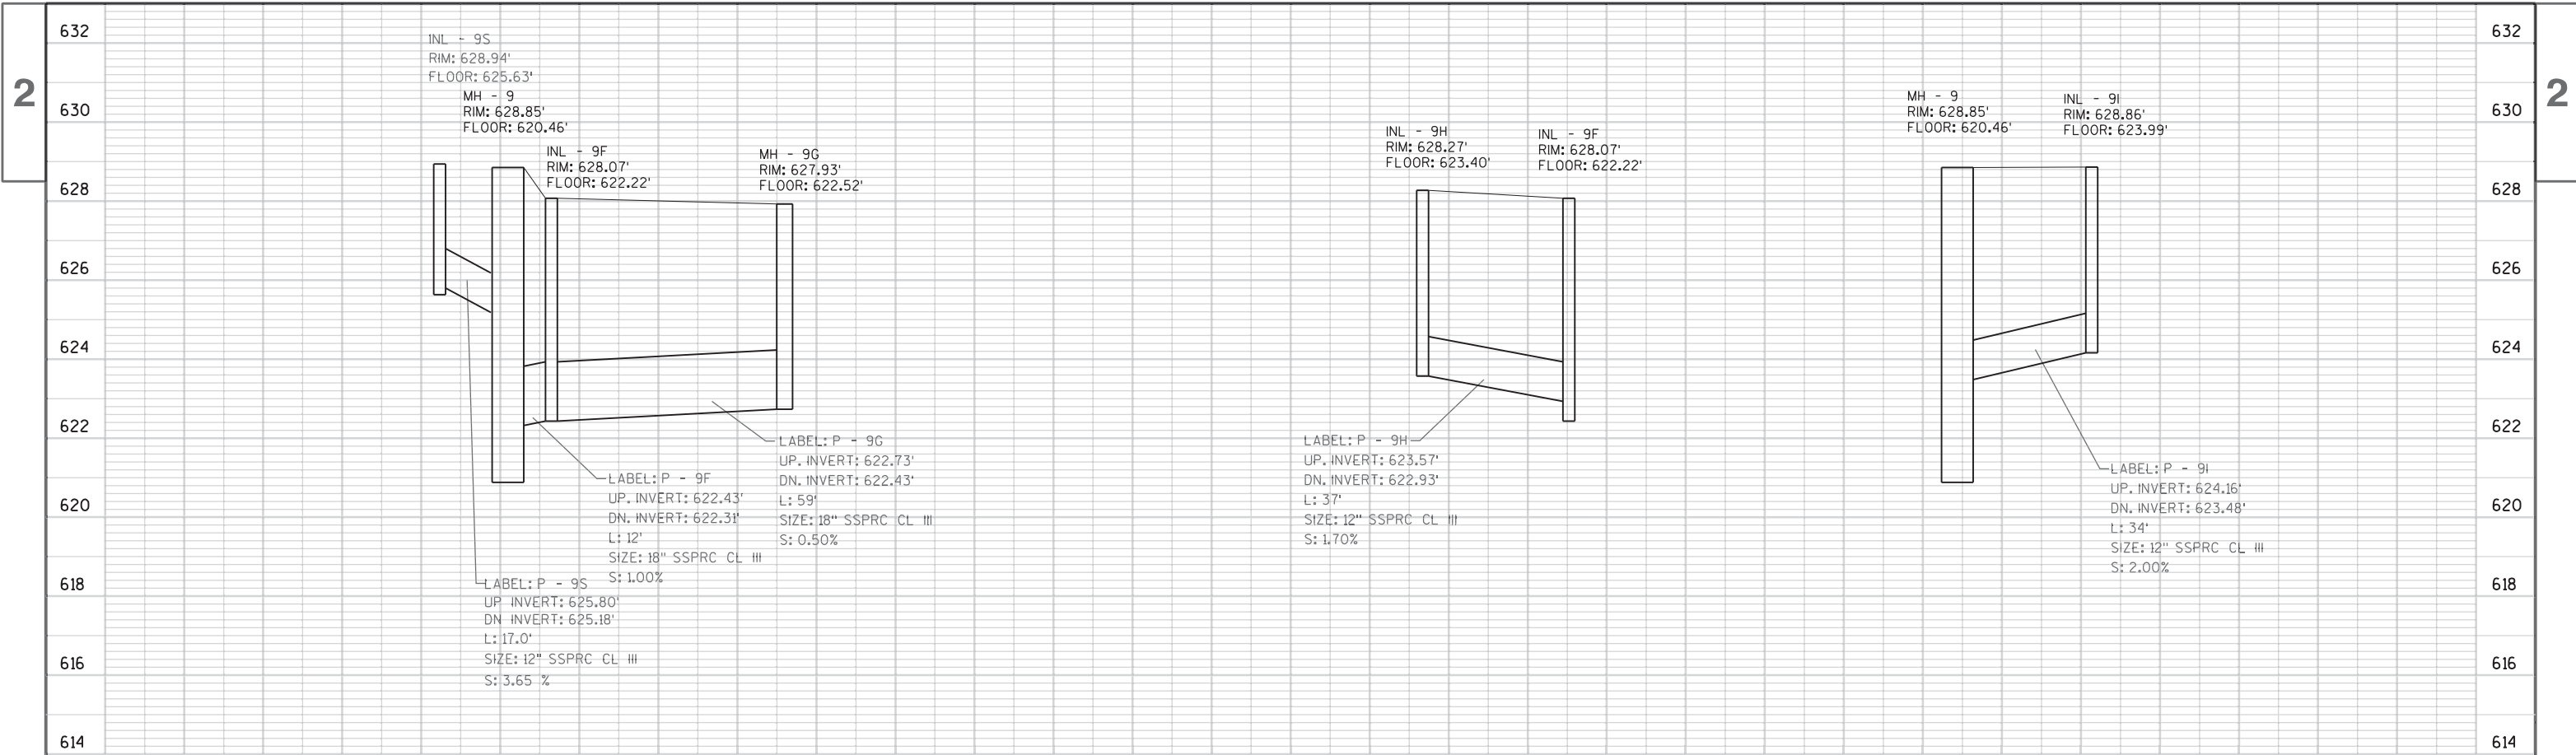 2
632
630
628
626
624
622
620
618
616
614
INL - 9S
RIM: 628.94'
FLOOR: 625.63'
MH - 9
RIM: 628.85'
FLOOR: 620.46'
INL - 9F
RIM: 628.07'
FLOOR: 622.22'
MH - 9G
RIM: 627.93'
FLOOR: 622.52'
LABEL: P - 9G
UP. INVERT: 622.73'
DN. INVERT: 622.43'
L: 59'
SIZE: 18" SSPRC CL III
S: 0.50%
LABEL: P - 9F
UP. INVERT: 622.43'
DN. INVERT: 622.31'
L: 12'
SIZE: 18" SSPRC CL III
S: 1.00%
LABEL: P - 9S
UP INVERT: 625.80'
DN INVERT: 625.18'
L: 17.0'
SIZE: 12" SSPRC CL III
S: 3.65 %
INL - 9H
RIM: 628.27'
FLOOR: 623.40'
INL - 9F
RIM: 628.07'
FLOOR: 622.22'
LABEL: P - 9H
UP. INVERT: 623.57'
DN. INVERT: 622.93'
L: 37'
SIZE: 12" SSPRC CL III
S: 1.70%
MH - 9
RIM: 628.85'
FLOOR: 620.46'
INL - 9I
RIM: 628.86'
FLOOR: 623.99'
LABEL: P - 9I
UP. INVERT: 624.16'
DN. INVERT: 623.48'
L: 34'
SIZE: 12" SSPRC CL III
S: 2.00%
632
630
628
626
624
622
620
618
616
614
2